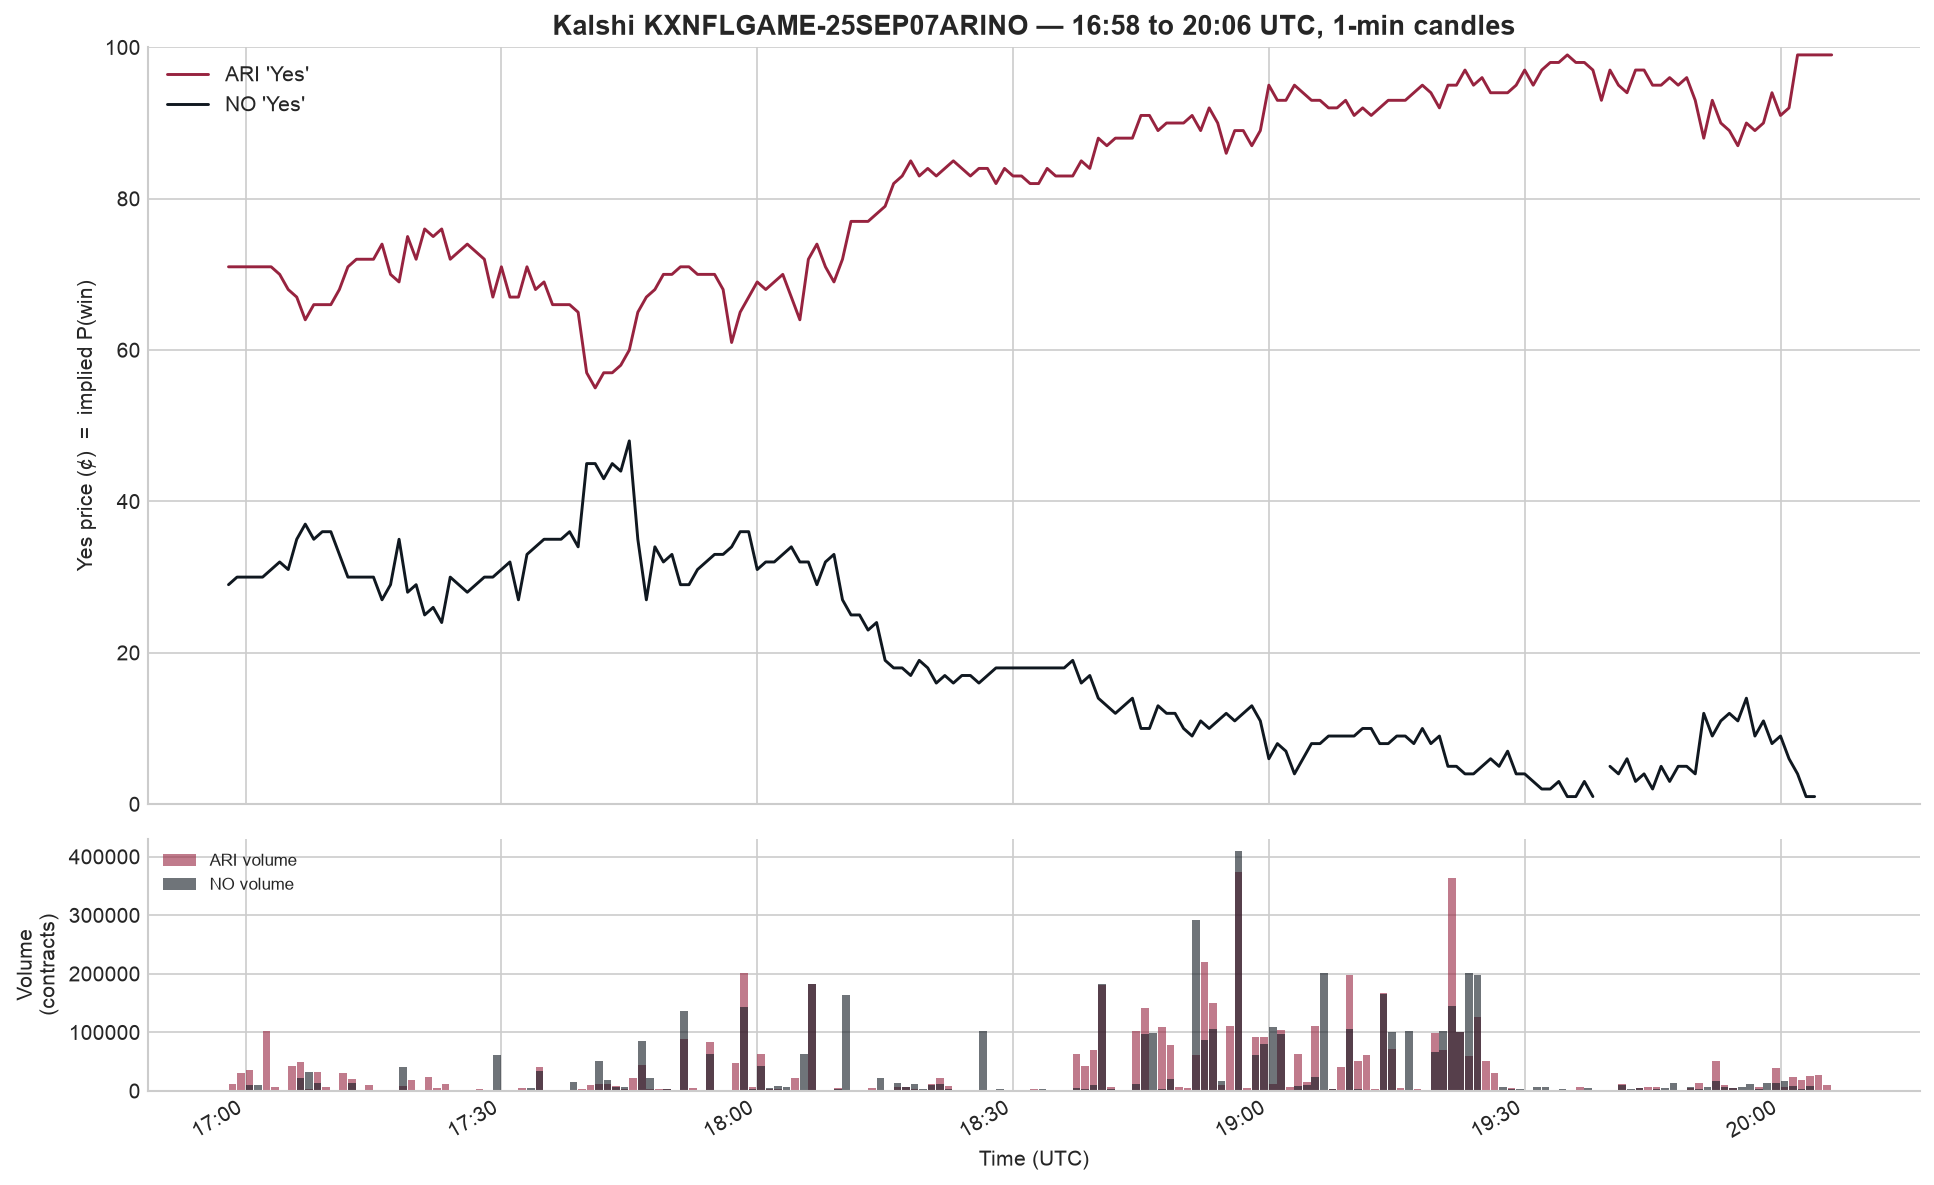 Kalshi KXNFLGAME-25SEP07ARINO — 16:58 to 20:06 UTC, 1-min candles
ARI 'Yes'
NO 'Yes'
Yes price (¢) = implied P(win)
100
80
60
40
20
0
ARI volume
NO volume
Volume
(contracts)
400000
300000
200000
100000
0
17:00
17:30
18:00
18:30
19:00
19:30
20:00
Time (UTC)